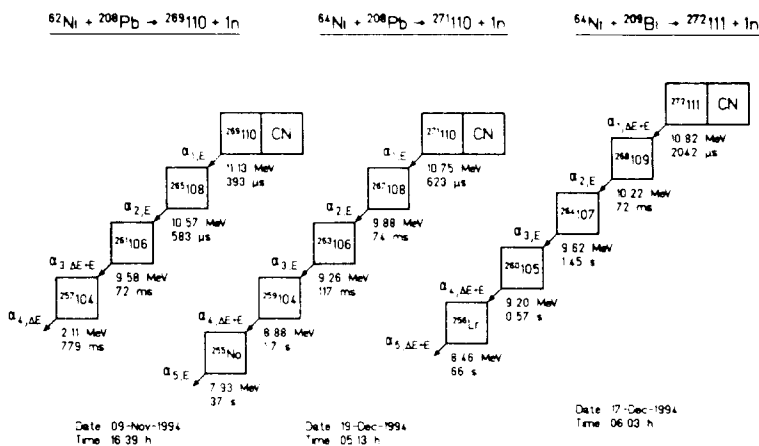 ⁶²Ni + ²⁰⁸Pb → ²⁶⁹110 + 1n
²⁶⁹110 CN
α₁,E
11.13 MeV
393 µs
²⁶⁵108
α₂,E
10.57 MeV
583 µs
²⁶¹106
α₃,ΔE+E
9.58 MeV
72 ms
²⁵⁷104
α₄,ΔE
2.11 MeV
779 ms
Date 09-Nov-1994
Time 16:39 h
⁶⁴Ni + ²⁰⁸Pb → ²⁷¹110 + 1n
²⁷¹110 CN
α₁,E
10.75 MeV
623 µs
²⁶⁷108
α₂,E
9.88 MeV
74 ms
²⁶³106
α₃,E
9.26 MeV
117 ms
²⁵⁹104
α₄,ΔE+E
8.88 MeV
1.7 s
²⁵⁵No
α₅,E
7.93 MeV
37 s
Date 19-Dec-1994
Time 05:13 h
⁶⁴Ni + ²⁰⁹Bi → ²⁷²111 + 1n
²⁷²111 CN
α₁,ΔE+E
10.82 MeV
2042 µs
²⁶⁸109
α₂,E
10.22 MeV
72 ms
²⁶⁴107
α₃,E
9.62 MeV
1.45 s
²⁶⁰105
α₄,ΔE+E
9.20 MeV
0.57 s
²⁵⁶Lr
α₅,ΔE+E
8.46 MeV
66 s
Date 17-Dec-1994
Time 06:03 h